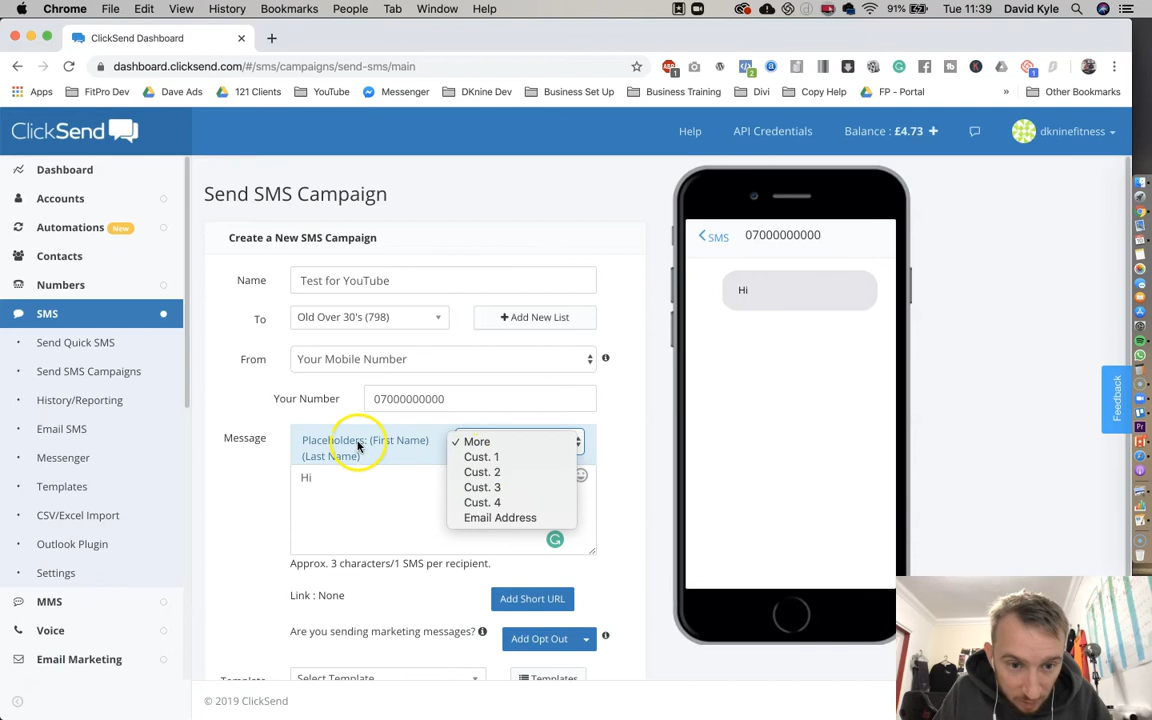 Chrome File Edit View History Bookmarks People Tab Window Help 91% Tue 11:39 David Kyle
ClickSend Dashboard
dashboard.clicksend.com/#/sms/campaigns/send-sms/main
Apps FitPro Dev Dave Ads 121 Clients YouTube Messenger DKnine Dev Business Set Up Business Training Divi Copy Help FP - Portal » Other Bookmarks
ClickSend Help API Credentials Balance : £4.73 + dkninefitness
Dashboard
Accounts
Automations New
Contacts
Numbers
SMS
Send Quick SMS
Send SMS Campaigns
History/Reporting
Email SMS
Messenger
Templates
CSV/Excel Import
Outlook Plugin
Settings
MMS
Voice
Email Marketing
Send SMS Campaign
Create a New SMS Campaign
Name Test for YouTube
To Old Over 30's (798) + Add New List
From Your Mobile Number
Your Number 07000000000
Message Placeholders: (First Name)
(Last Name)
Hi
✓ More
Cust. 1
Cust. 2
Cust. 3
Cust. 4
Email Address
Approx. 3 characters/1 SMS per recipient.
Link : None Add Short URL
Are you sending marketing messages? Add Opt Out
Template Select Template Templates
© 2019 ClickSend
SMS 07000000000
Hi
Feedback